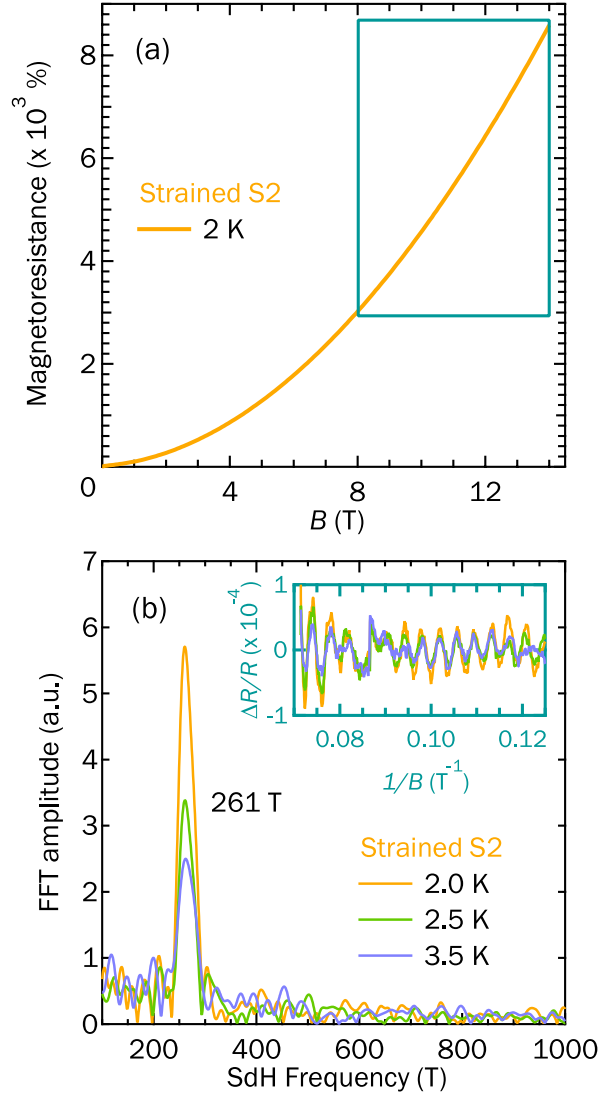 (a)
Magnetoresistance (x 10³ %)
8
6
4
2
0
Strained S2
2 K
4
8
12
B (T)
(b)
FFT amplitude (a.u.)
7
6
5
4
3
2
1
0
ΔR/R (x 10⁻⁴)
1
0
-1
0.08
0.10
0.12
1/B (T⁻¹)
261 T
Strained S2
2.0 K
2.5 K
3.5 K
200
400
600
800
1000
SdH Frequency (T)